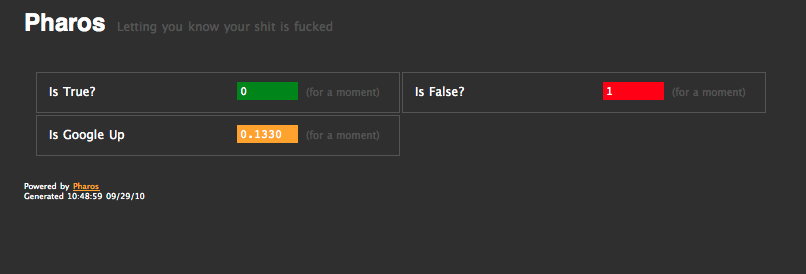 Pharos Letting you know your shit is fucked
Is True? 0 (for a moment) Is False? 1 (for a moment)
Is Google Up 0.1330 (for a moment)
Powered by Pharos
Generated 10:48:59 09/29/10